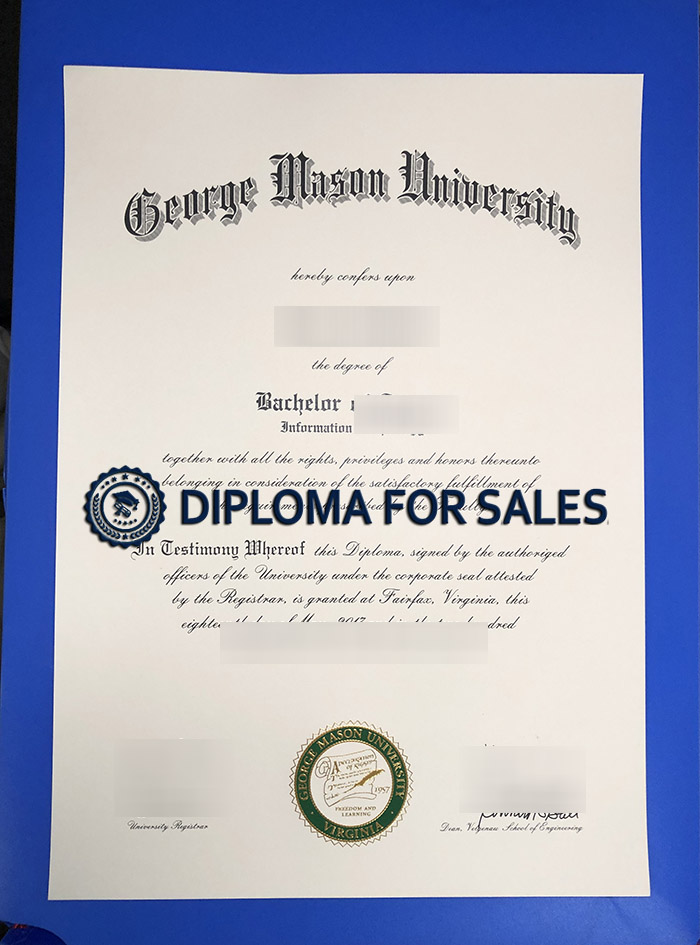 George Mason University
hereby confers upon
the degree of
Bachelor
Information
together with all the rights, privileges and honors thereunto
belonging in consideration of the satisfactory fulfillment of
DIPLOMA FOR SALES
In Testimony Whereof this Diploma, signed by the authorized
officers of the University under the corporate seal attested
by the Registrar, is granted at Fairfax, Virginia, this
GEORGE MASON UNIVERSITY
1957
FREEDOM AND
LEARNING
VIRGINIA
University Registrar
Dean, Volgenau School of Engineering